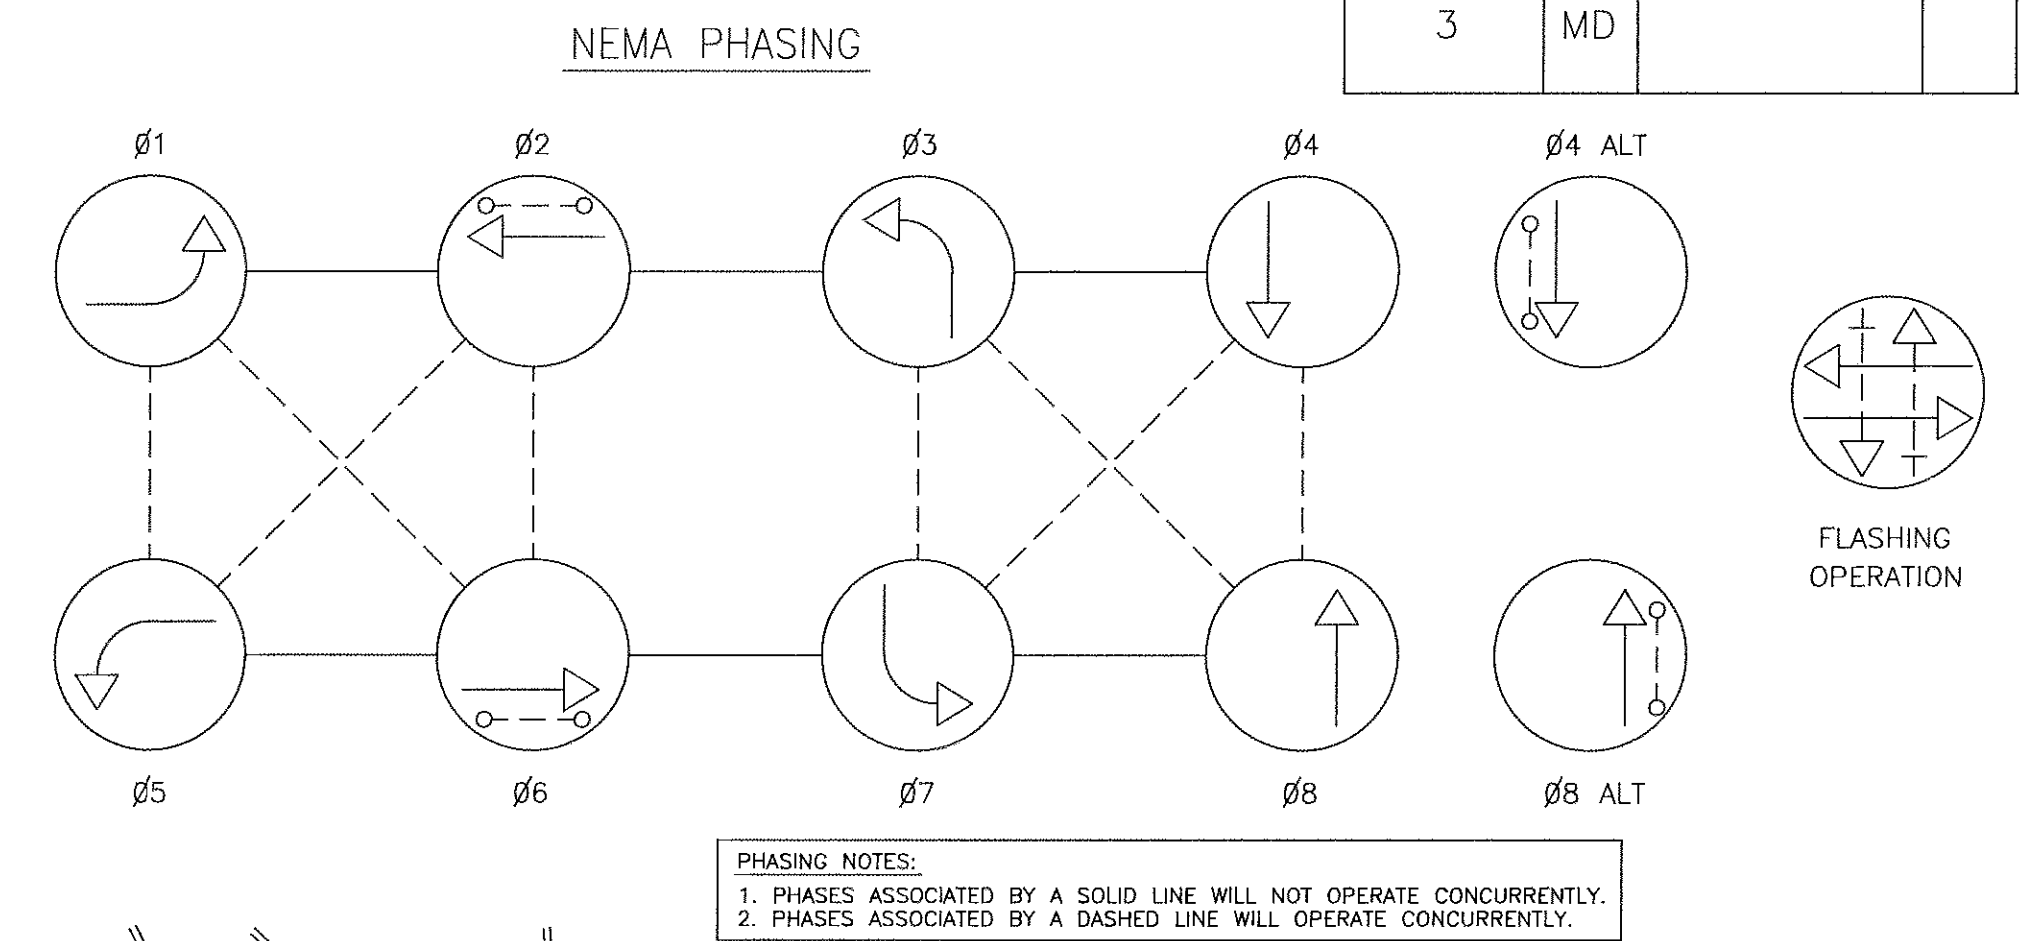 NEMA PHASING
3 MD
Ø1 Ø2 Ø3 Ø4 Ø4 ALT
FLASHING
OPERATION
Ø5 Ø6 Ø7 Ø8 Ø8 ALT
PHASING NOTES:
1. PHASES ASSOCIATED BY A SOLID LINE WILL NOT OPERATE CONCURRENTLY.
2. PHASES ASSOCIATED BY A DASHED LINE WILL OPERATE CONCURRENTLY.